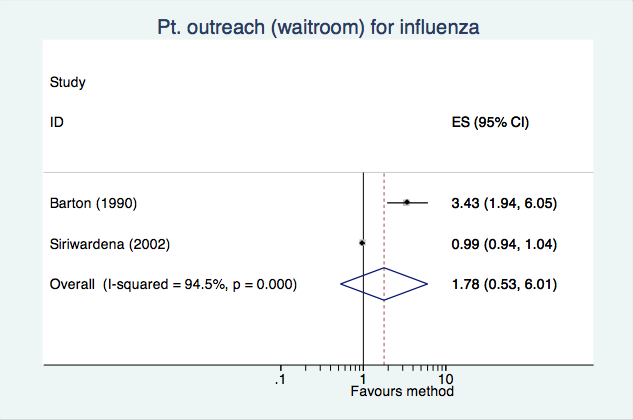 Pt. outreach (waitroom) for influenza
Study
ID ES (95% CI)
Barton (1990) 3.43 (1.94, 6.05)
Siriwardena (2002) 0.99 (0.94, 1.04)
Overall (I-squared = 94.5%, p = 0.000) 1.78 (0.53, 6.01)
.1 1 10
Favours method